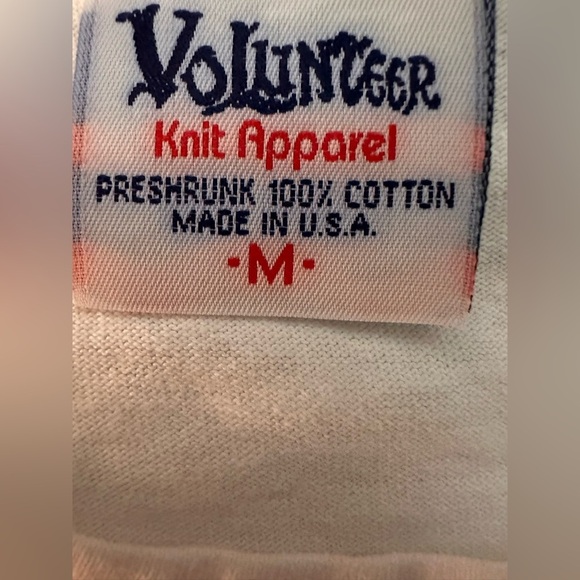 Volunteer
Knit Apparel
PRESHRUNK 100% COTTON
MADE IN U.S.A.
·M·